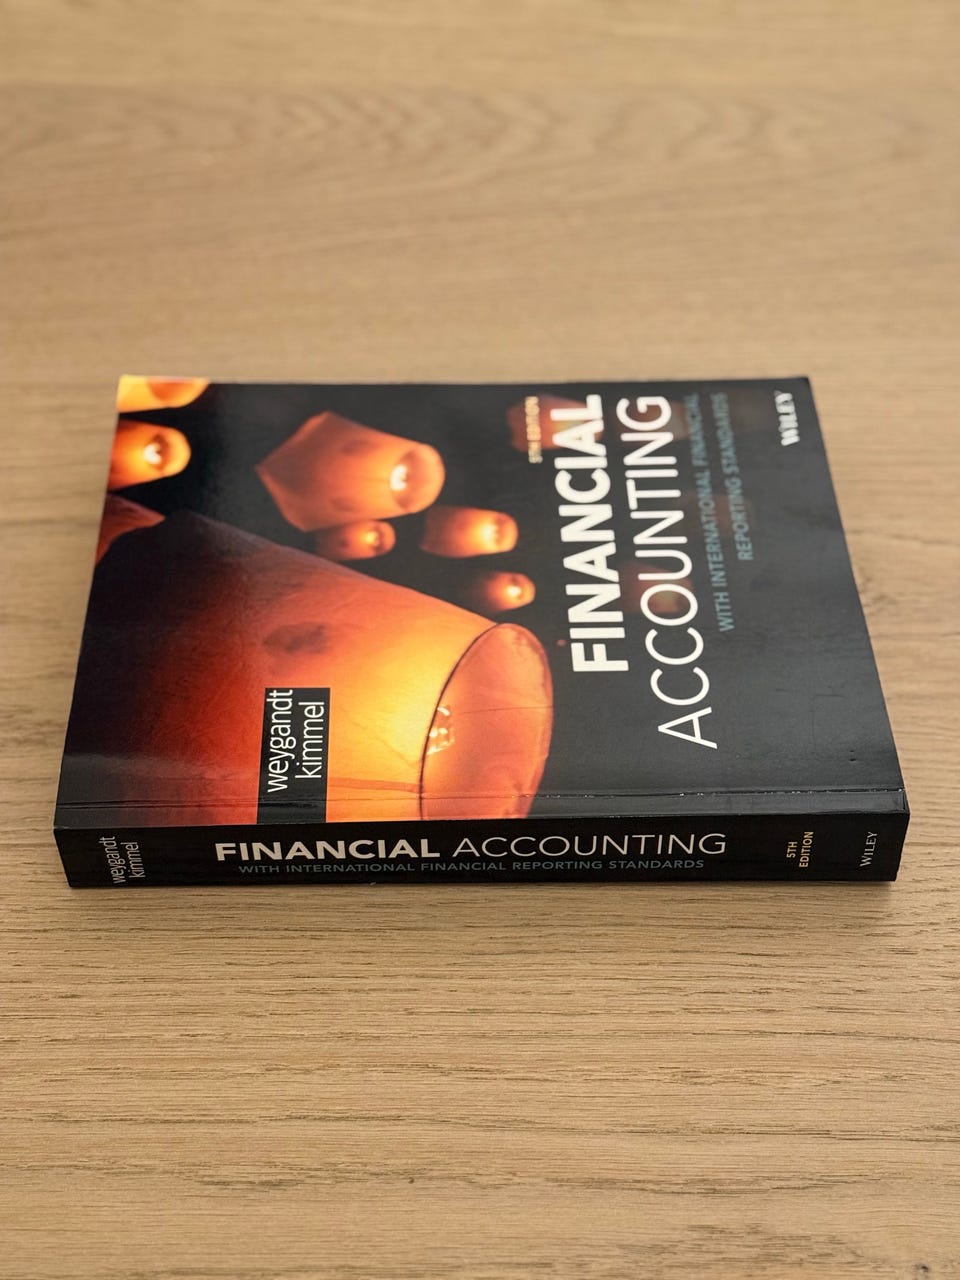 weygandt
kimmel
5TH EDITION
FINANCIAL
ACCOUNTING
WITH INTERNATIONAL FINANCIAL
REPORTING STANDARDS
WILEY
weygandt
kimmel
FINANCIAL ACCOUNTING
WITH INTERNATIONAL FINANCIAL REPORTING STANDARDS
5TH
EDITION
WILEY